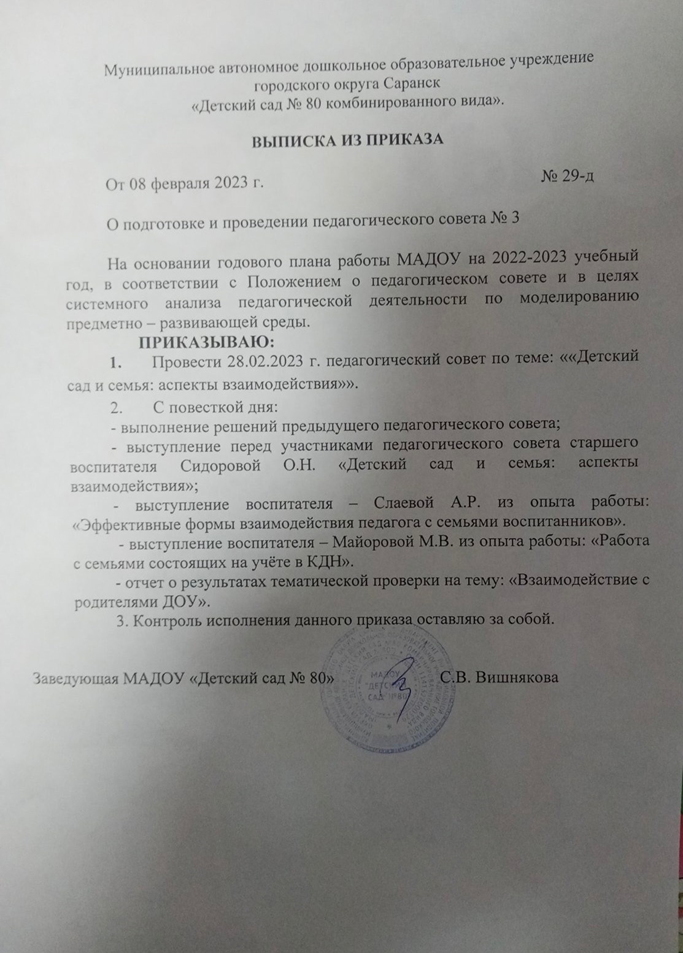 Муниципальное автономное дошкольное образовательное учреждение
городского округа Саранск
«Детский сад № 80 комбинированного вида».
ВЫПИСКА ИЗ ПРИКАЗА
От 08 февраля 2023 г. № 29-д
О подготовке и проведении педагогического совета № 3
На основании годового плана работы МАДОУ на 2022-2023 учебный
год, в соответствии с Положением о педагогическом совете и в целях
системного анализа педагогической деятельности по моделированию
предметно – развивающей среды.
ПРИКАЗЫВАЮ:
1. Провести 28.02.2023 г. педагогический совет по теме: ««Детский
сад и семья: аспекты взаимодействия»».
2. С повесткой дня:
- выполнение решений предыдущего педагогического совета;
- выступление перед участниками педагогического совета старшего
воспитателя Сидоровой О.Н. «Детский сад и семья: аспекты
взаимодействия»;
- выступление воспитателя – Слаевой А.Р. из опыта работы:
«Эффективные формы взаимодействия педагога с семьями воспитанников».
- выступление воспитателя – Майоровой М.В. из опыта работы: «Работа
с семьями состоящих на учёте в КДН».
- отчет о результатах тематической проверки на тему: «Взаимодействие с
родителями ДОУ».
3. Контроль исполнения данного приказа оставляю за собой.
Заведующая МАДОУ «Детский сад № 80» С.В. Вишнякова
МАДОУ
"ДЕТСКИЙ
САД №80"